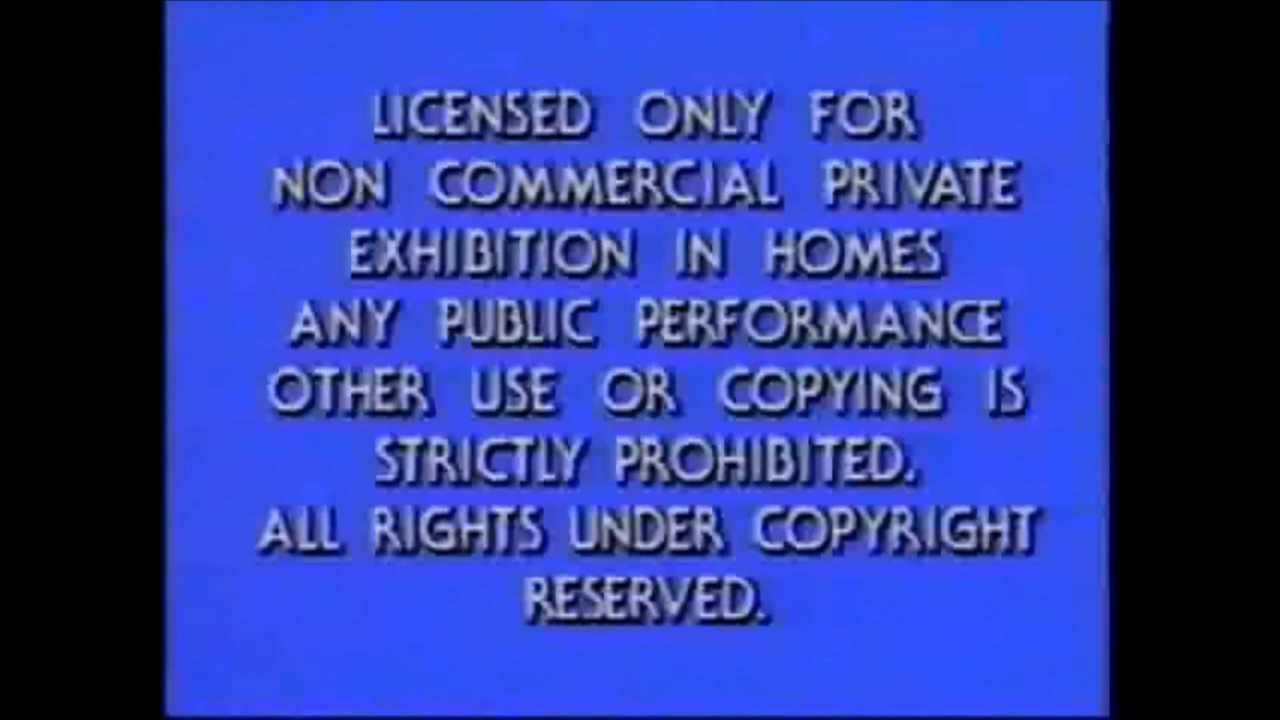 LICENSED ONLY FOR
NON COMMERCIAL PRIVATE
EXHIBITION IN HOMES
ANY PUBLIC PERFORMANCE
OTHER USE OR COPYING IS
STRICTLY PROHIBITED.
ALL RIGHTS UNDER COPYRIGHT
RESERVED.